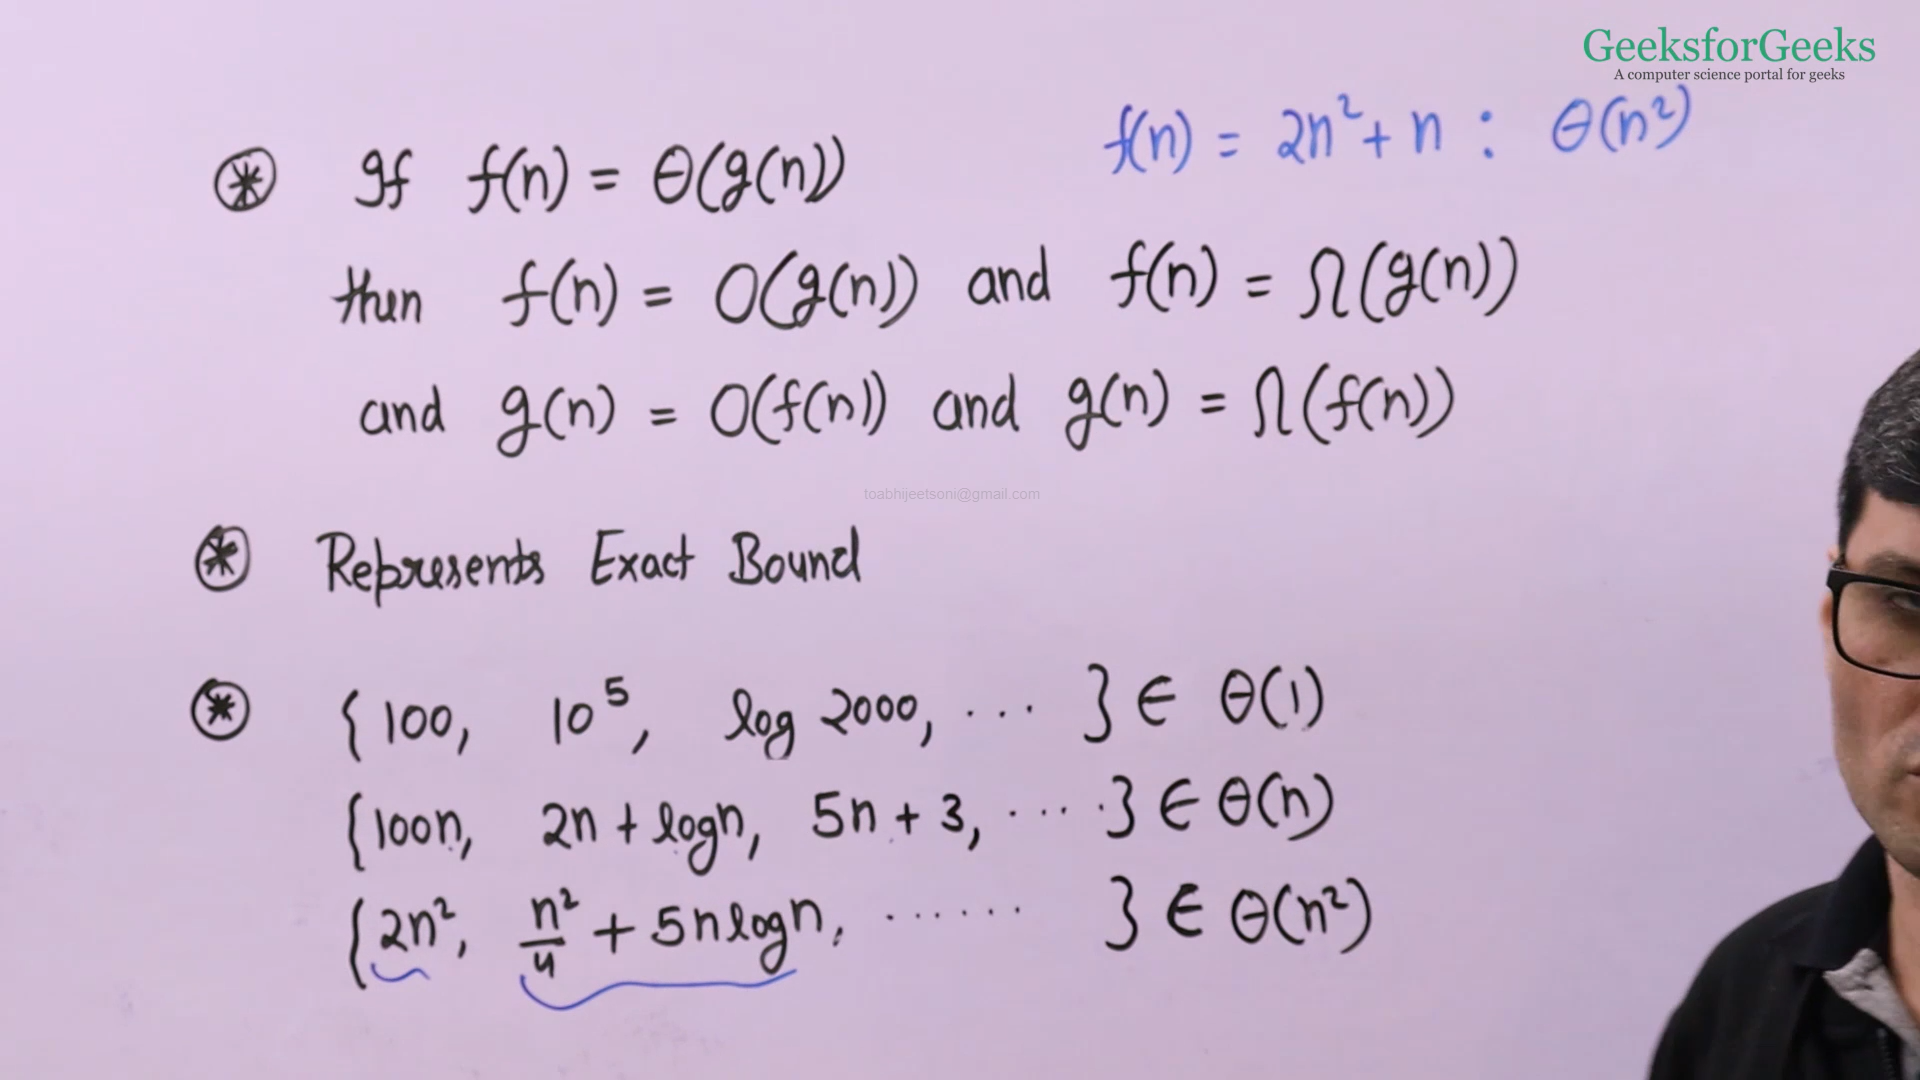 GeeksforGeeks
A computer science portal for geeks
f(n) = 2n² + n : θ(n²)
⊛ If f(n) = θ(g(n))
then f(n) = O(g(n)) and f(n) = Ω(g(n))
and g(n) = O(f(n)) and g(n) = Ω(f(n))
toabhijeetsoni@gmail.com
⊛ Represents Exact Bound
⊛ { 100, 10⁵, log 2000, ... } ∈ θ(1)
{ 100n, 2n + logn, 5n + 3, .... } ∈ θ(n)
{ 2n², n²/4 + 5nlogn, ...... } ∈ θ(n²)